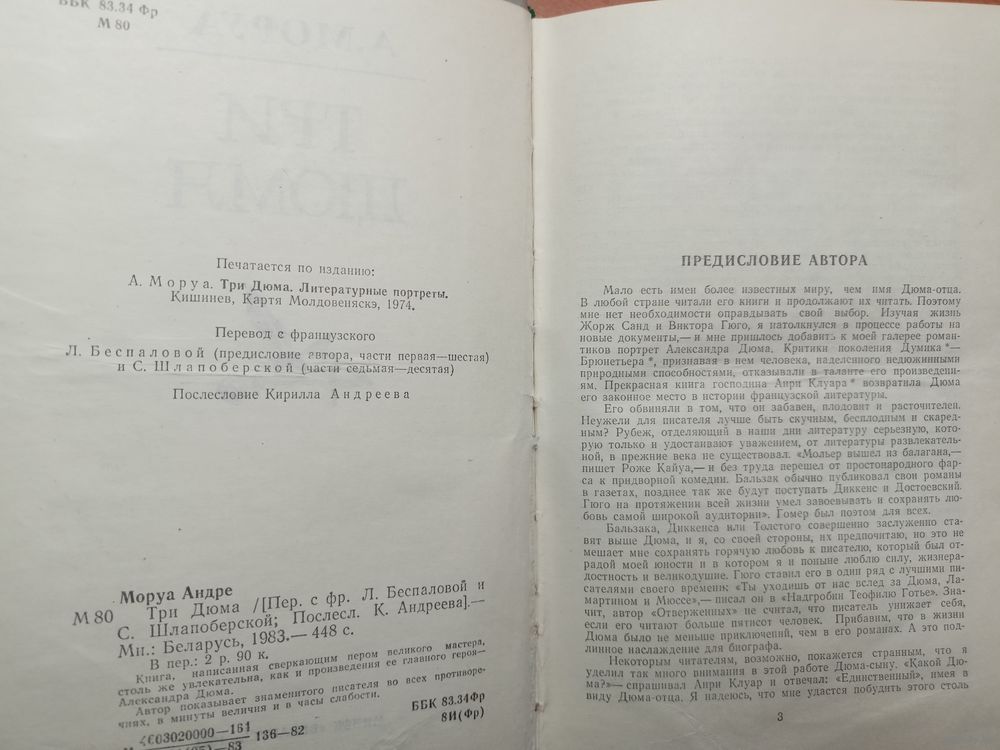 ББК 83.34 Фр
М 80
Печатается по изданию:
А. Моруа. Три Дюма. Литературные портреты.
Кишинев, Картя Молдовеняскэ, 1974.
Перевод с французского
Л. Беспаловой (предисловие автора, части первая—шестая)
и С. Шлапоберской (части седьмая—десятая)
Послесловие Кирилла Андреева
Моруа Андре
М 80 Три Дюма /[Пер. с фр. Л. Беспаловой и
С. Шлапоберской; Послесл. К. Андреева].—
Мн.: Беларусь, 1983.— 448 с.
В пер.: 2 р. 90 к.
Книга, написанная сверкающим пером великого мастера,
столь же увлекательна, как и произведения ее главного героя—
Александра Дюма.
Автор показывает знаменитого писателя во всех противоре-
чиях, в минуты величия и в часы слабости.
4603020000—164
136—82
ББК 83.34Фр
8И(Фр)
ПРЕДИСЛОВИЕ АВТОРА
Мало есть имен более известных миру, чем имя Дюма-отца.
В любой стране читали его книги и продолжают их читать. Поэтому
мне нет необходимости оправдывать свой выбор. Изучая жизнь
Жорж Санд и Виктора Гюго, я натолкнулся в процессе работы на
новые документы,— и мне пришлось добавить к моей галерее роман-
тиков портрет Александра Дюма. Критики поколения Думика *—
Брюнетьера *, признавая в нем человека, наделенного недюжинными
природными способностями, отказывали в таланте его произведени-
ям. Прекрасная книга господина Анри Клуара * возвратила Дюма
его законное место в истории французской литературы.
Его обвиняли в том, что он забавен, плодовит и расточителен.
Неужели для писателя лучше быть скучным, бесплодным и скаред-
ным? Рубеж, отделяющий в наши дни литературу серьезную, кото-
рую только и удостаивают уважением, от литературы развлекатель-
ной, в прежние века не существовал. «Мольер вышел из балагана,—
пишет Роже Кайуа,— и без труда перешел от простонародного фар-
са к придворной комедии. Бальзак обычно публиковал свои романы
в газетах, позднее так же будут поступать Диккенс и Достоевский.
Гюго на протяжении всей жизни умел завоевывать и сохранять лю-
бовь самой широкой аудитории». Гомер был поэтом для всех.
Бальзака, Диккенса или Толстого совершенно заслуженно ста-
вят выше Дюма, и я, со своей стороны, их предпочитаю, но это не
мешает мне сохранять горячую любовь к писателю, который был от-
радой моей юности и в котором я и поныне люблю силу, жизнера-
достность и великодушие. Гюго ставил его в один ряд с лучшими пи-
сателями своего времени: «Ты уходишь от нас вслед за Дюма, Ла-
мартином и Мюссе»,— писал он в «Надгробии Теофилю Готье». Зна-
чит, автор «Отверженных» не считал, что писатель унижает себя,
если его читают больше пятисот человек. Прибавим, что в жизни
Дюма было не меньше приключений, чем в его романах. А это под-
линное наслаждение для биографа.
Некоторым читателям, возможно, покажется странным, что я
уделил так много внимания в этой работе Дюма-сыну. «Какой Дю-
ма?»— спрашивал Анри Клуар и отвечал: «Единственный», имея в
виду Дюма-отца. Я надеюсь, что мне удастся побудить этого столь
3